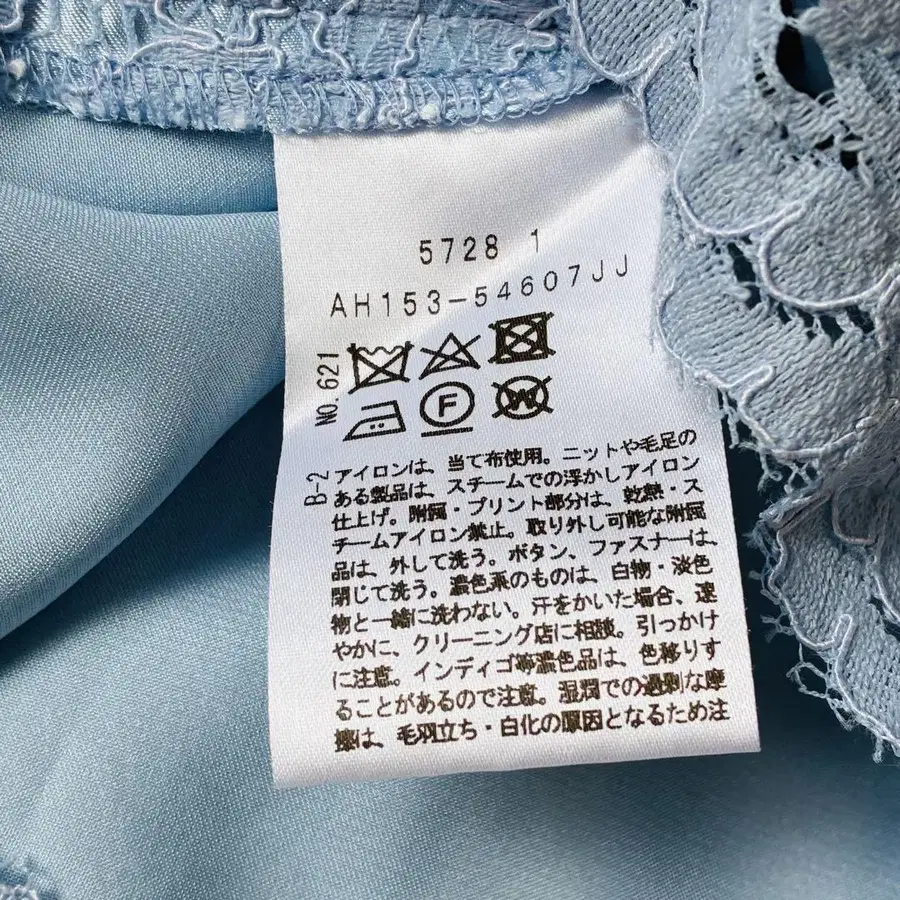 5728 1
AH153-54607JJ
NO.621
F
W
B-2
アイロンは、当て布使用。ニットや毛足の
ある製品は、スチームでの浮かしアイロン
仕上げ。附属・プリント部分は、乾熱・ス
チームアイロン禁止。取り外し可能な附属
品は、外して洗う。ボタン、ファスナーは、
閉じて洗う。濃色系のものは、白物・淡色
物と一緒に洗わない。汗をかいた場合、速
やかに、クリーニング店に相談。引っかけ
に注意。インディゴ等濃色品は、色移りす
ることがあるので注意。湿潤での過剰な摩
擦は、毛羽立ち・白化の原因となるため注